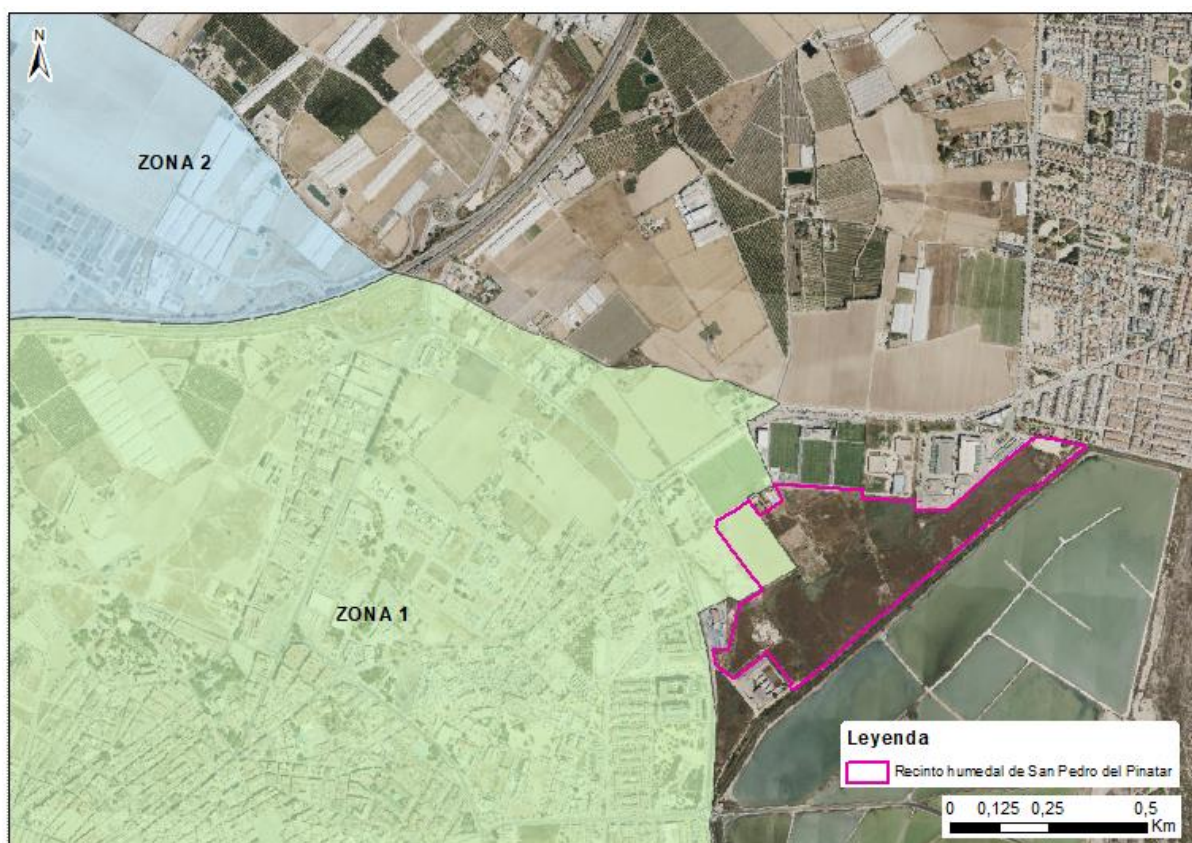 N
ZONA 2
ZONA 1
Leyenda
Recinto humedal de San Pedro del Pinatar
0 0,125 0,25 0,5
Km